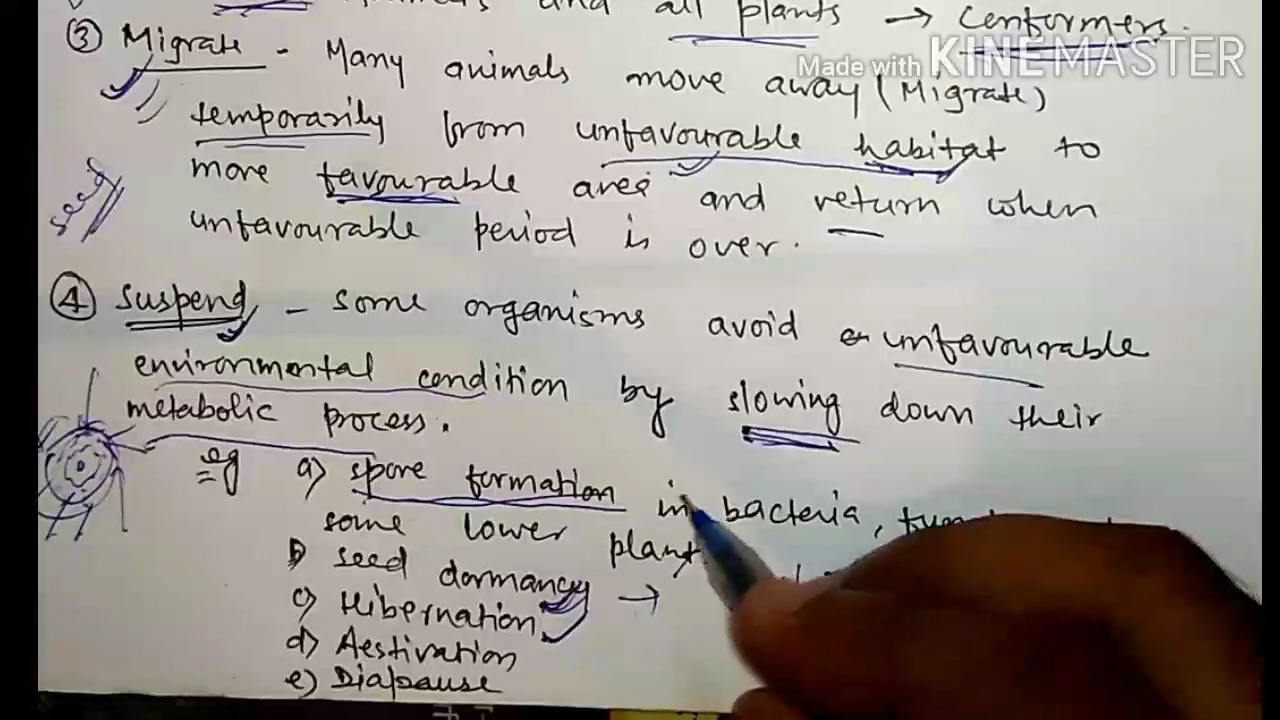 and all plants → Conformers.
Made with KINEMASTER
③ Migrate - Many animals move away (Migrate)
temporarily from unfavourable habitat to
more favourable area and return when
seed
unfavourable period is over.
④ Suspend - Some organisms avoid unfavourable
environmental condition by slowing down their
metabolic process.
eg a) spore formation in bacteria,
some lower plant
b) seed dormancy →
c) Hibernation
d) Aestivation
e) Diapause